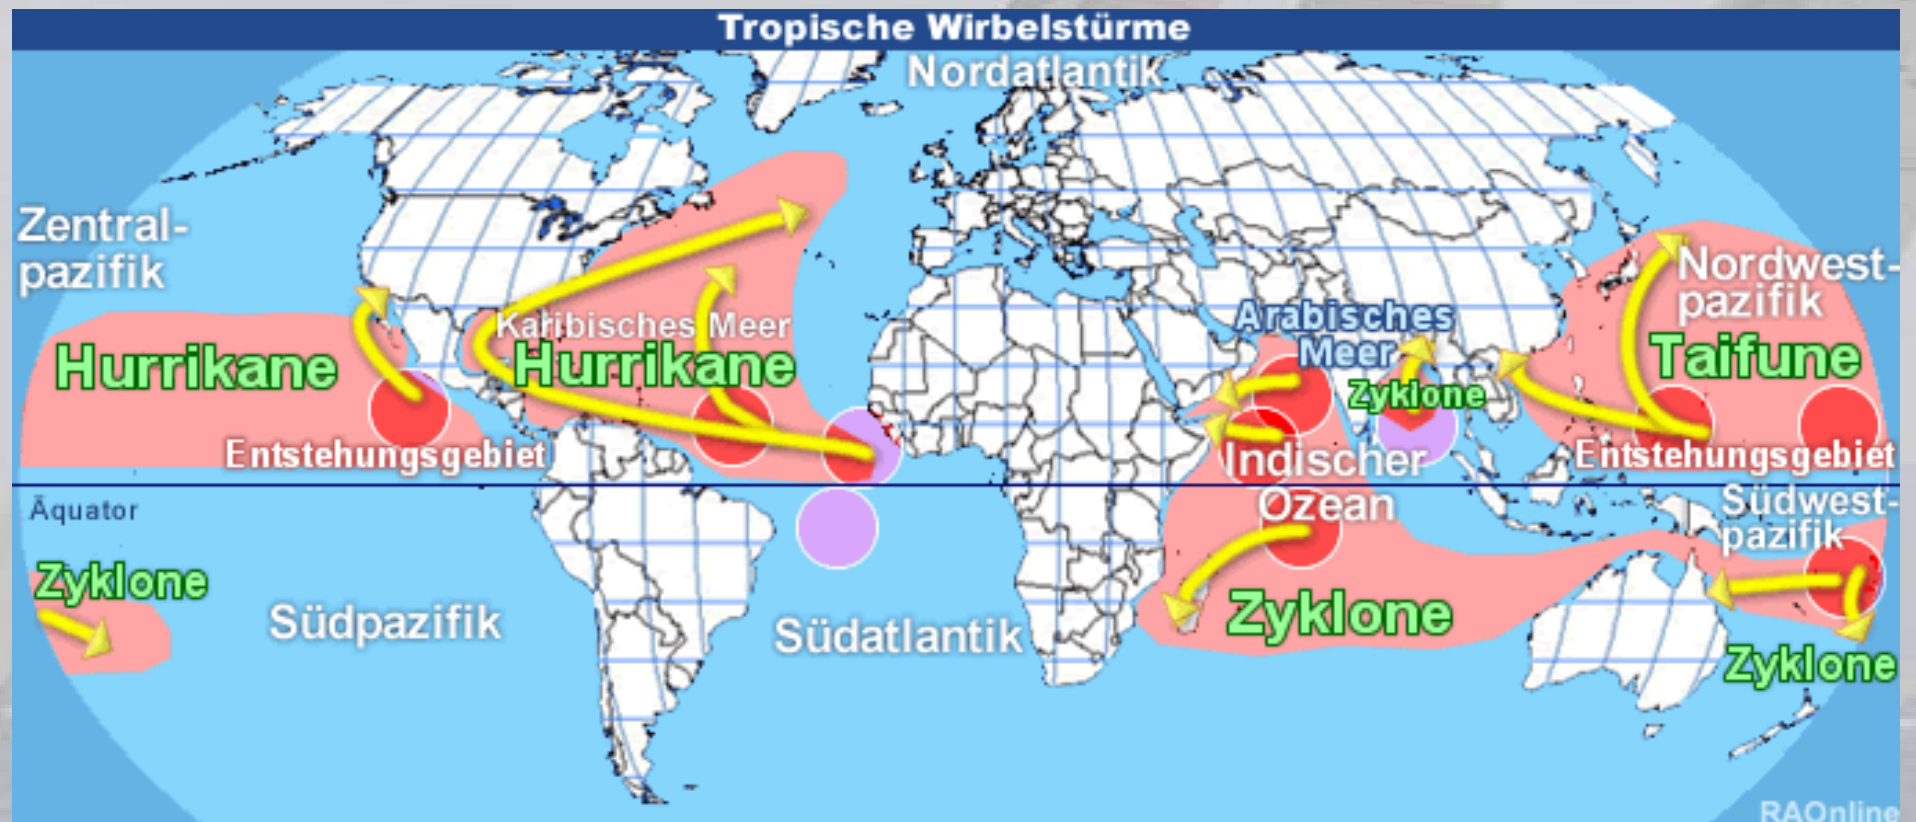 Tropische Wirbelstürme
Nordatlantik
Zentral-
pazifik
Nordwest-
pazifik
Karibisches Meer
Arabisches
Meer
Hurrikane
Hurrikane
Taifune
Zyklone
Entstehungsgebiet
Indischer
Ozean
Entstehungsgebiet
Äquator
Südwest-
pazifik
Zyklone
Südpazifik
Südatlantik
Zyklone
Zyklone
RAOnline